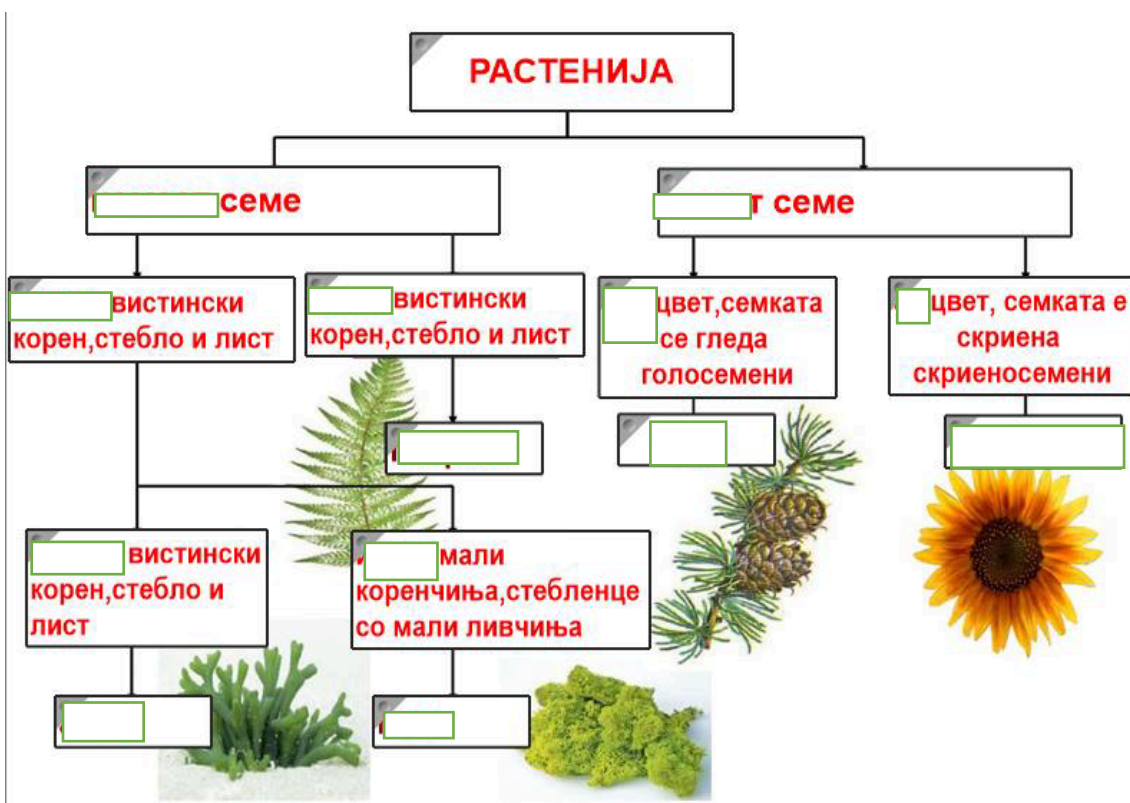 РАСТЕНИЈА
семе
т семе
вистински
корен,стебло и лист
вистински
корен,стебло и лист
цвет,семката
се гледа
голосемени
цвет, семката е
скриена
скриеносемени
вистински
корен,стебло и
лист
мали
коренчиња,стебленце
со мали ливчиња